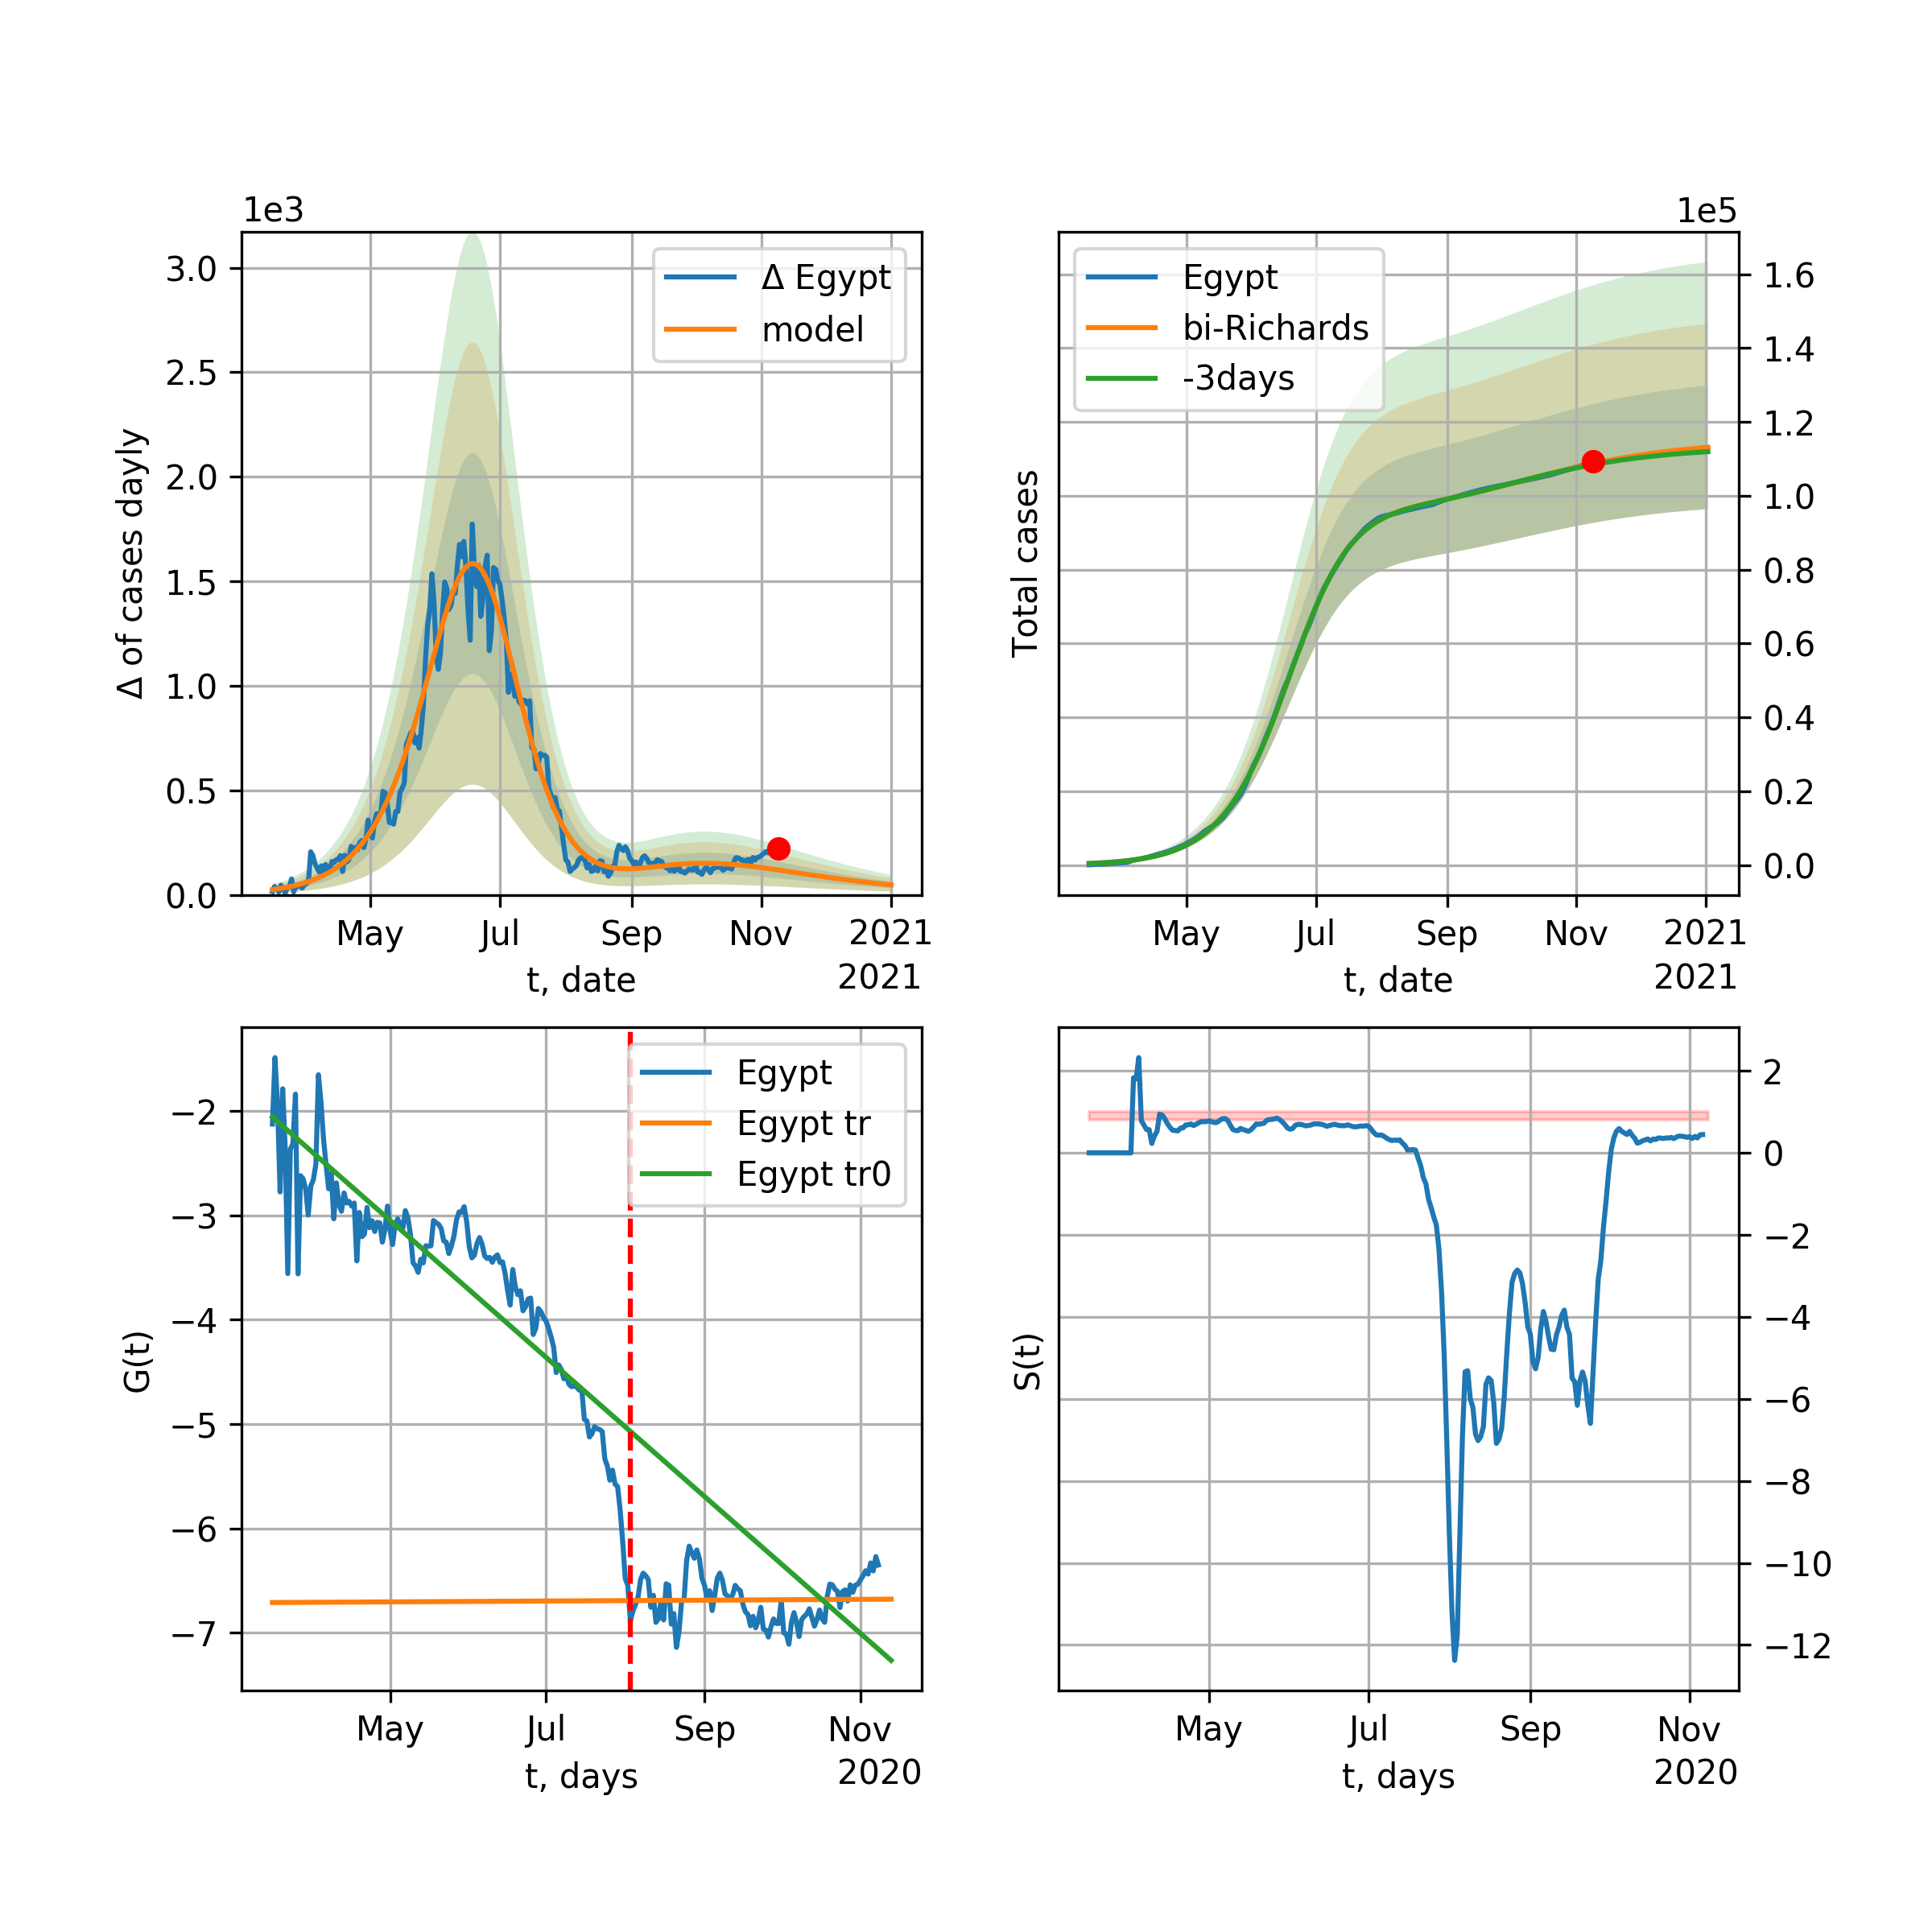 1e3
3.0
2.5
2.0
1.5
1.0
0.5
0.0
Δ of cases dayly
Δ Egypt
model
May Jul Sep Nov 2021
t, date
2021
1e5
Total cases
Egypt
bi-Richards
-3days
1.6
1.4
1.2
1.0
0.8
0.6
0.4
0.2
0.0
May Jul Sep Nov 2021
t, date
2021
G(t)
−2
−3
−4
−5
−6
−7
Egypt
Egypt tr
Egypt tr0
May Jul Sep Nov
t, days
2020
S(t)
2
0
−2
−4
−6
−8
−10
−12
May Jul Sep Nov
t, days
2020